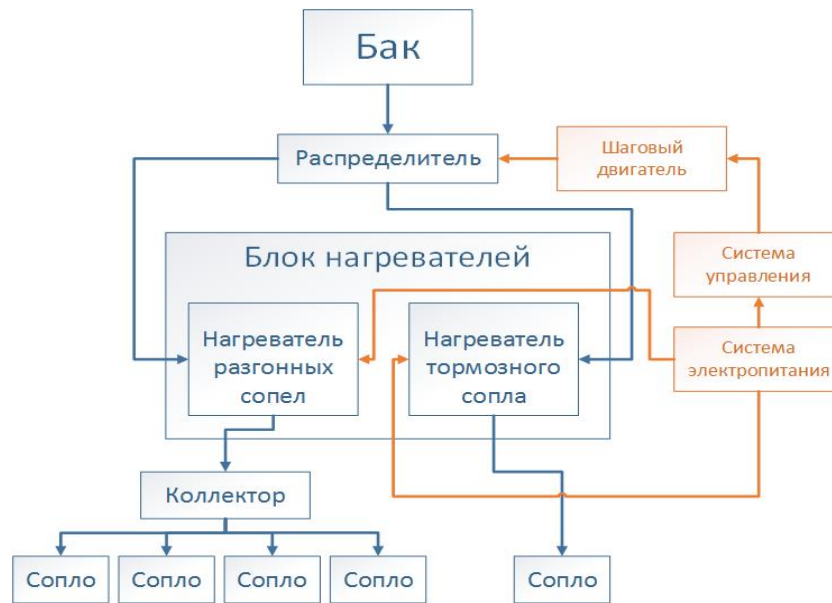 Бак
Распределитель
Шаговый
двигатель
Блок нагревателей
Система
управления
Нагреватель
разгонных
сопел
Нагреватель
тормозного
сопла
Система
электропитания
Коллектор
Сопло
Сопло
Сопло
Сопло
Сопло